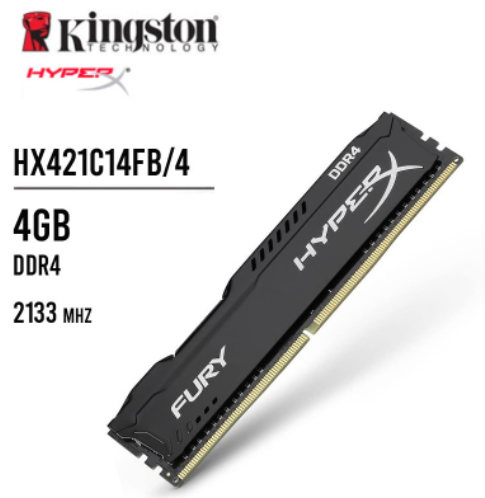 Kingston
TECHNOLOGY
HYPERX
HX421C14FB/4
4GB
DDR4
2133 MHZ
DDR4
HYPERX
FURY